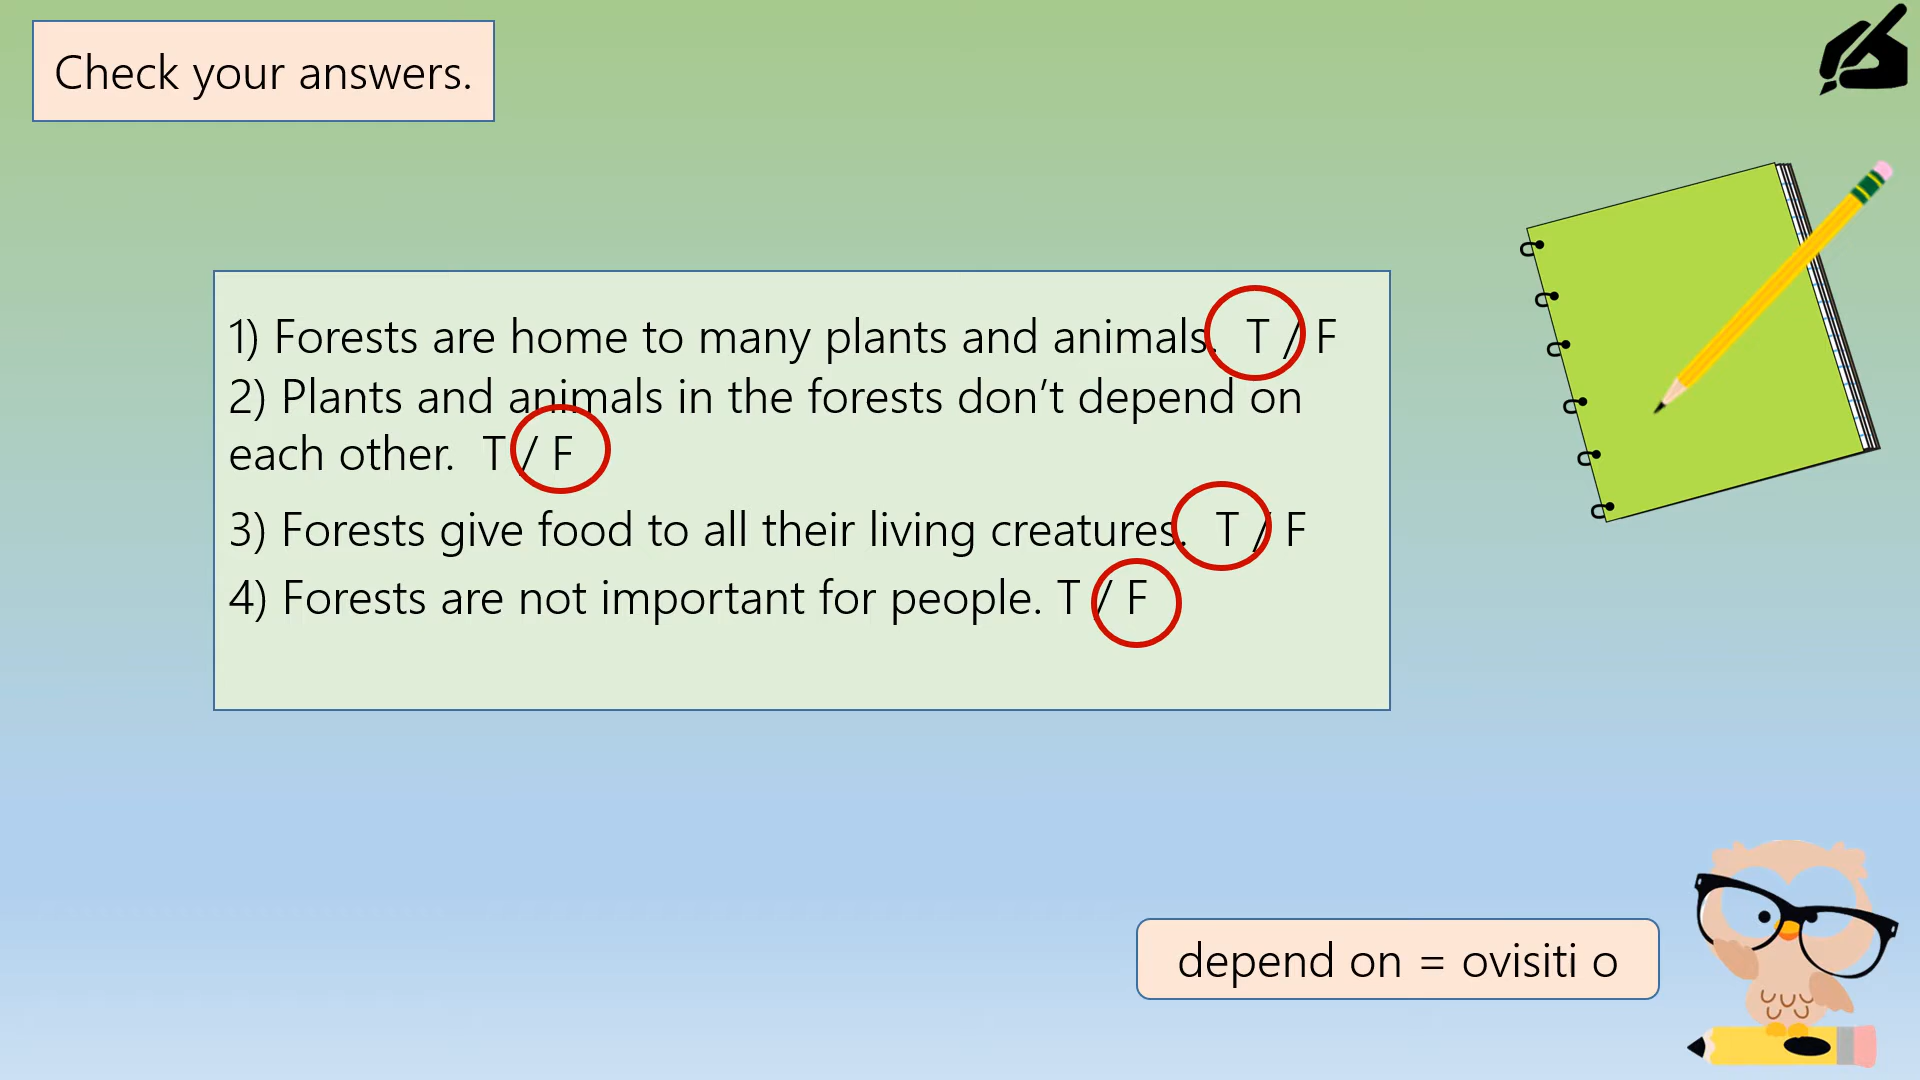 Check your answers.
1) Forests are home to many plants and animals. T / F
2) Plants and animals in the forests don’t depend on
each other. T / F
3) Forests give food to all their living creatures. T / F
4) Forests are not important for people. T / F
depend on = ovisiti o